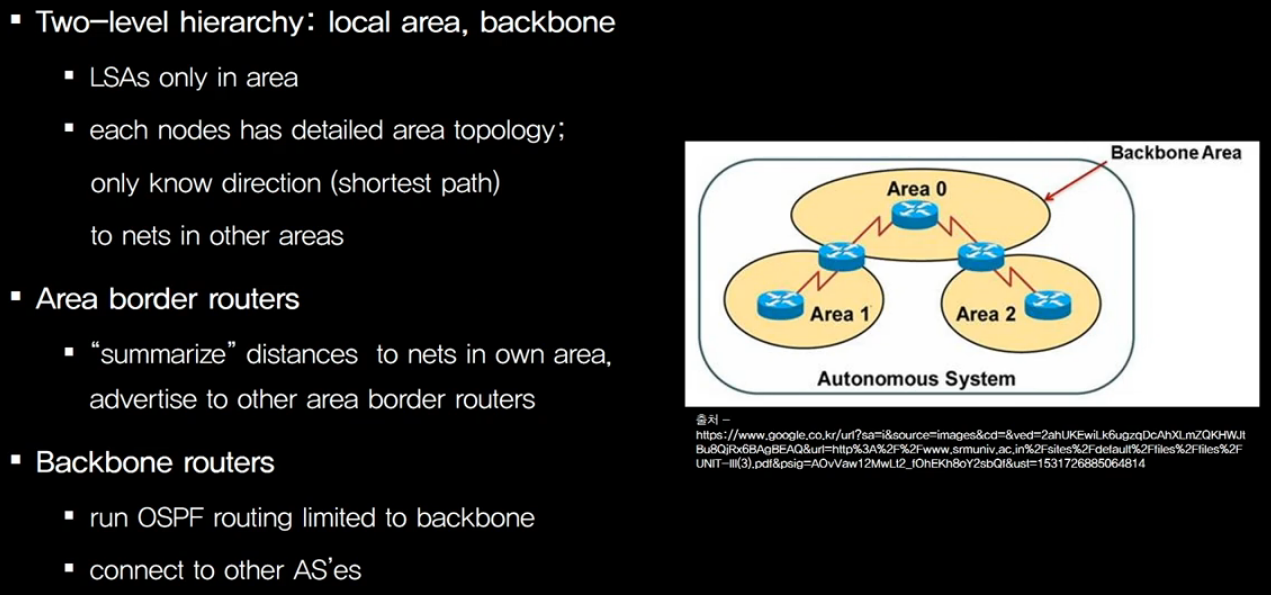 ▪ Two-level hierarchy: local area, backbone
▪ LSAs only in area
▪ each nodes has detailed area topology;
only know direction (shortest path)
to nets in other areas
▪ Area border routers
▪ “summarize” distances to nets in own area,
advertise to other area border routers
▪ Backbone routers
▪ run OSPF routing limited to backbone
▪ connect to other AS’es
Backbone Area
Area 0
Area 1
Area 2
Autonomous System
출처 -
https://www.google.co.kr/url?sa=i&source=images&cd=&ved=2ahUKEwiLk6ugzqDcAhXLmZQKHWJt
Bu8QjRx6BAgBEAQ&url=http%3A%2F%2Fwww.srmuniv.ac.in%2Fsites%2Fdefault%2Ffiles%2Ffiles%2F
UNIT-III(3).pdf&psig=AOvVaw12MwLt2_fOhEKh8oY2sbQf&ust=1531726885064814